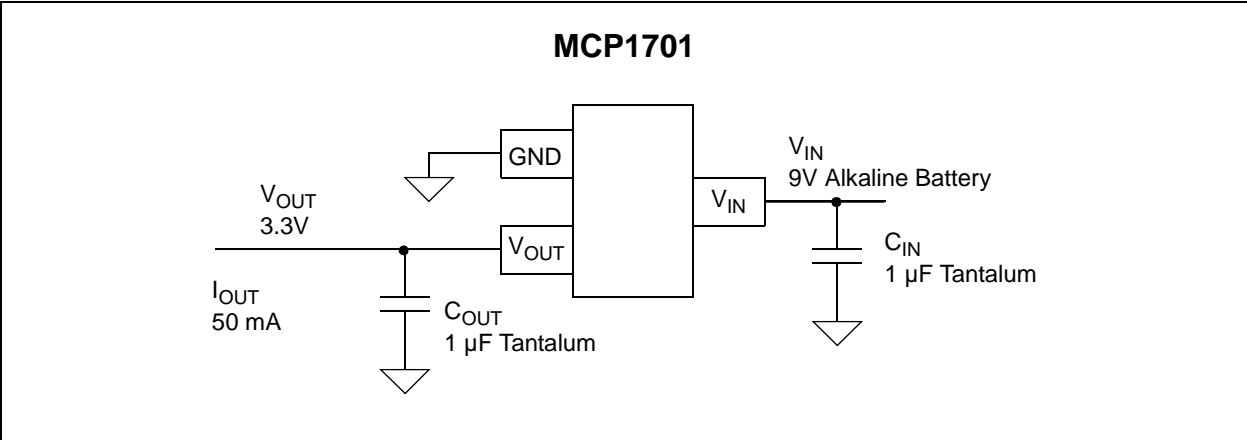 MCP1701
GND
V_IN
9V Alkaline Battery
V_IN
V_OUT
3.3V
V_OUT
C_IN
1 µF Tantalum
I_OUT
50 mA
C_OUT
1 µF Tantalum